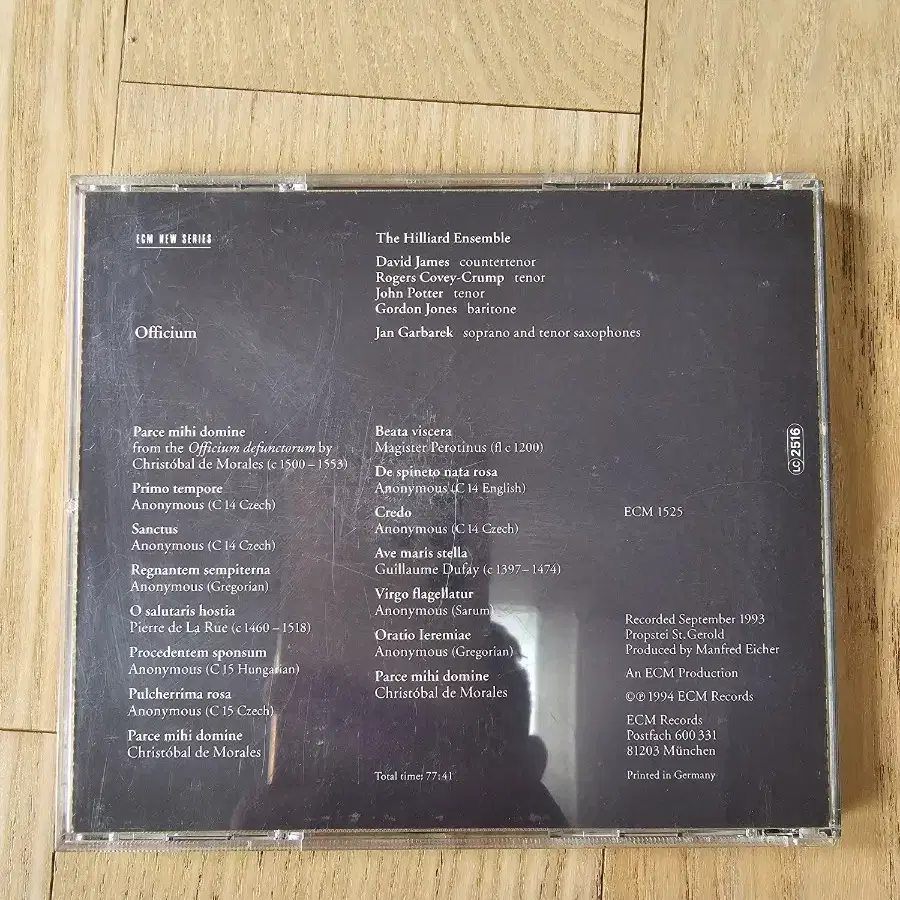 ECM NEW SERIES
The Hilliard Ensemble
David James countertenor
Rogers Covey-Crump tenor
John Potter tenor
Gordon Jones baritone
Officium
Jan Garbarek soprano and tenor saxophones
Parce mihi domine
from the Officium defunctorum by
Christóbal de Morales (c 1500 – 1553)
Primo tempore
Anonymous (C 14 Czech)
Sanctus
Anonymous (C 14 Czech)
Regnantem sempiterna
Anonymous (Gregorian)
O salutaris hostia
Pierre de La Rue (c 1460 – 1518)
Procedentem sponsum
Anonymous (C 15 Hungarian)
Pulcherrima rosa
Anonymous (C 15 Czech)
Parce mihi domine
Christóbal de Morales
Beata viscera
Magister Perotinus (fl c 1200)
De spineto nata rosa
Anonymous (C 14 English)
Credo
Anonymous (C 14 Czech)
Ave maris stella
Guillaume Dufay (c 1397 – 1474)
Virgo flagellatur
Anonymous (Sarum)
Oratio Ieremiae
Anonymous (Gregorian)
Parce mihi domine
Christóbal de Morales
Total time: 77:41
LC 2516
ECM 1525
Recorded September 1993
Propstei St. Gerold
Produced by Manfred Eicher
An ECM Production
©℗ 1994 ECM Records
ECM Records
Postfach 600 331
81203 München
Printed in Germany